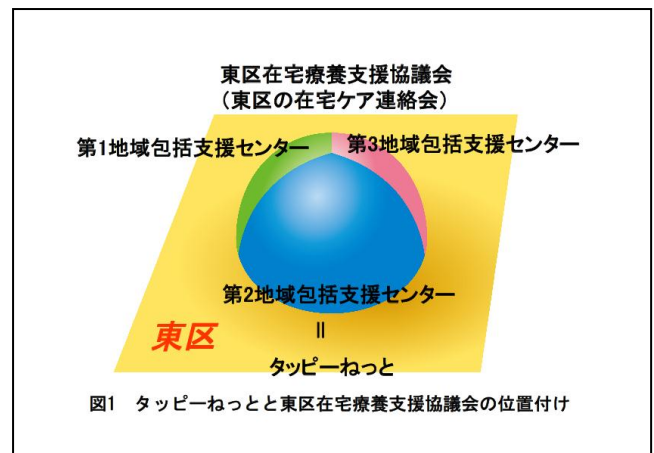 東区在宅療養支援協議会
（東区の在宅ケア連絡会）
第1地域包括支援センター
第3地域包括支援センター
第2地域包括支援センター
＝
タッピーねっと
東区
図1　タッピーねっとと東区在宅療養支援協議会の位置付け